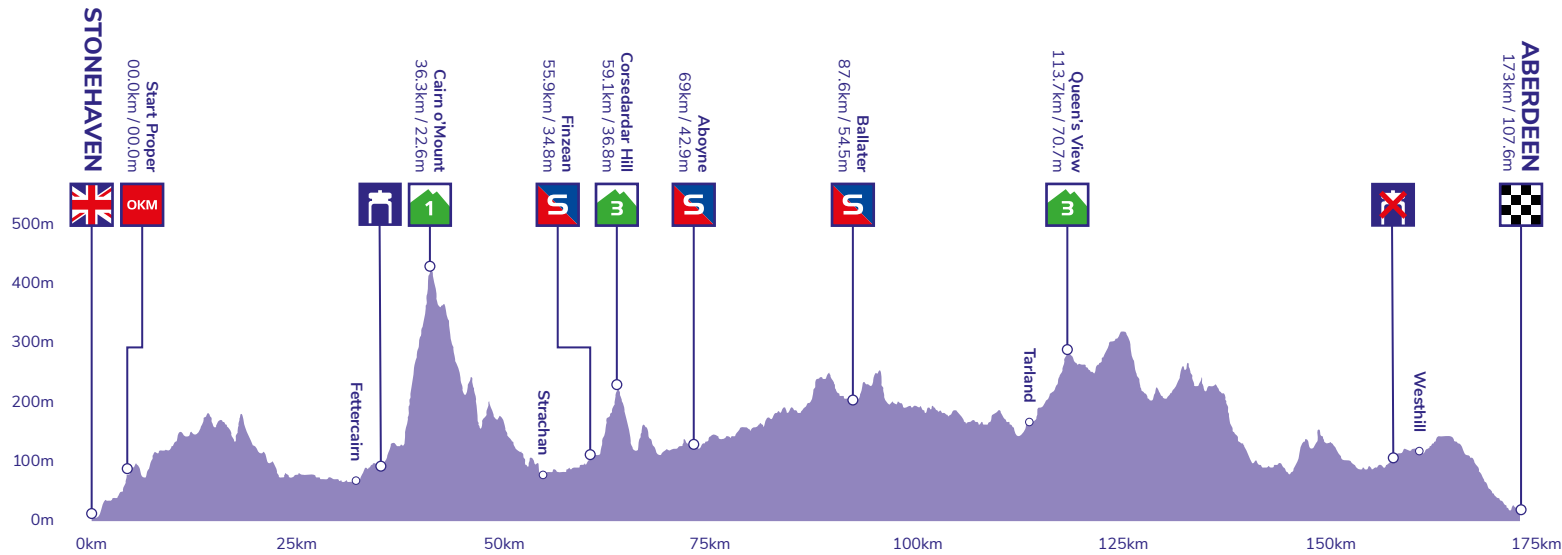 STONEHAVEN
Start Proper
00.0km / 00.0m
Cairn o'Mount
36.3km / 22.6m
Finzean
55.9km / 34.8m
Corsedardar Hill
59.1km / 36.8m
Aboyne
69km / 42.9m
Ballater
87.6km / 54.5m
Queen's View
113.7km / 70.7m
ABERDEEN
173km / 107.6m
0KM
1
S
3
S
S
3
500m
400m
300m
200m
100m
0m
Fettercairn
Strachan
Tarland
Westhill
0km
25km
50km
75km
100km
125km
150km
175km